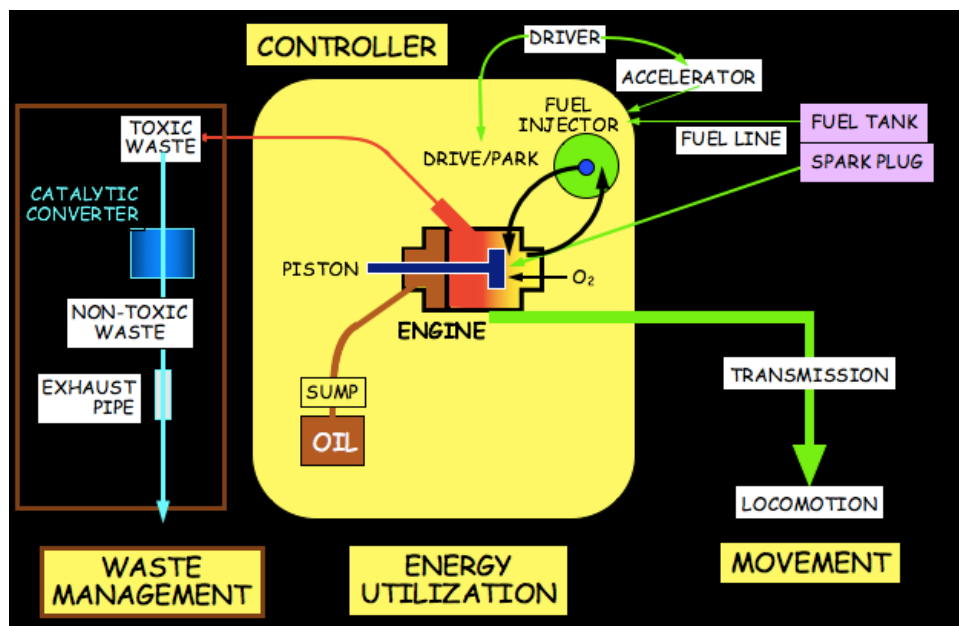 CONTROLLER
DRIVER
ACCELERATOR
FUEL
INJECTOR
FUEL LINE
FUEL TANK
SPARK PLUG
DRIVE/PARK
TOXIC
WASTE
CATALYTIC
CONVERTER
NON-TOXIC
WASTE
EXHAUST
PIPE
PISTON
O₂
ENGINE
SUMP
OIL
TRANSMISSION
LOCOMOTION
WASTE
MANAGEMENT
ENERGY
UTILIZATION
MOVEMENT